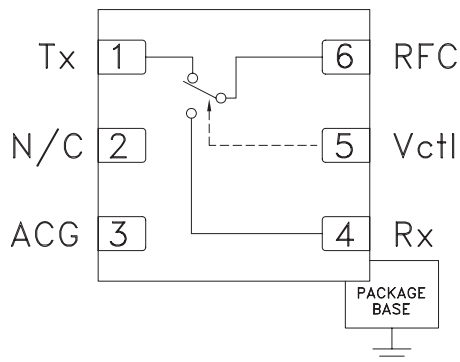 Tx 1 6 RFC
N/C 2 5 Vctl
ACG 3 4 Rx
PACKAGE
BASE